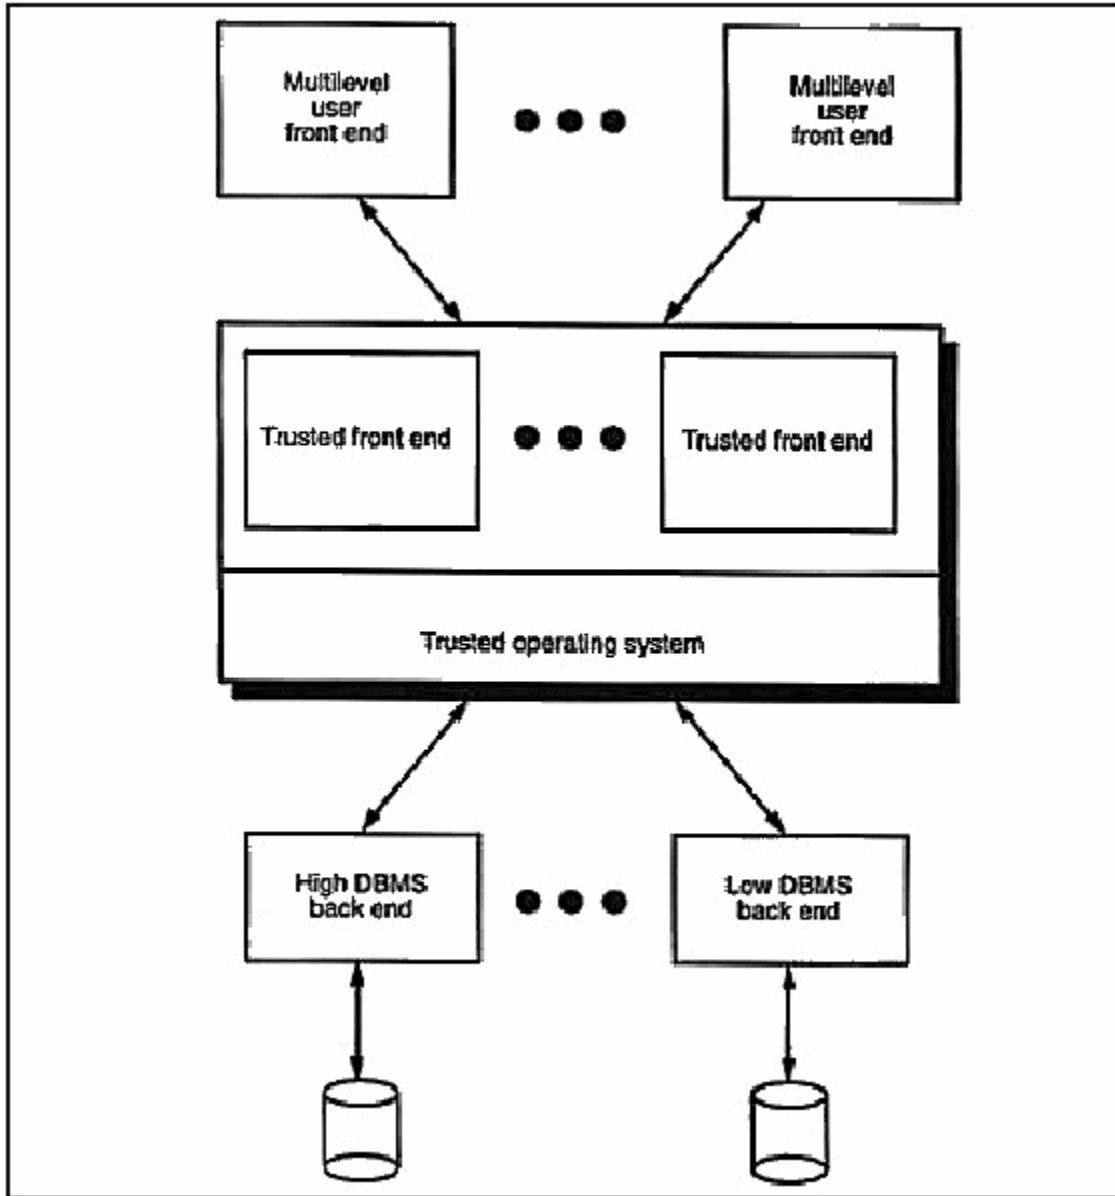 Multilevel
user
front end
Multilevel
user
front end
Trusted front end
Trusted front end
Trusted operating system
High DBMS
back end
Low DBMS
back end